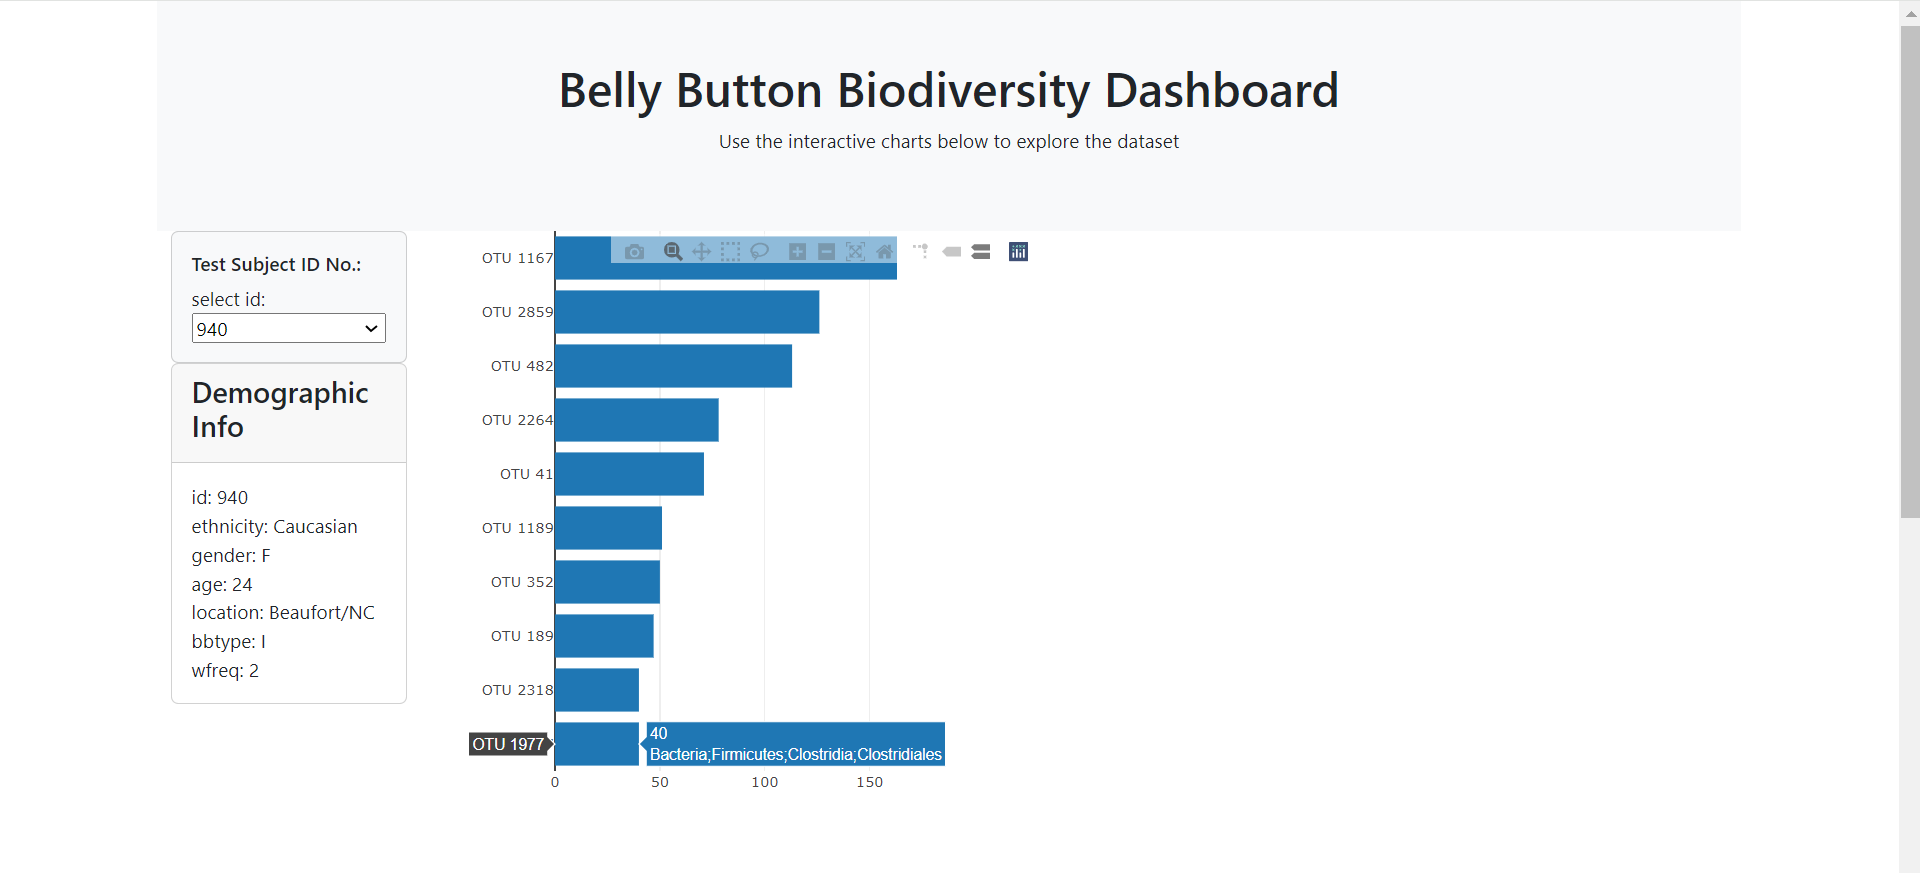 Belly Button Biodiversity Dashboard
Use the interactive charts below to explore the dataset
Test Subject ID No.:
select id:
940
Demographic
Info
id: 940
ethnicity: Caucasian
gender: F
age: 24
location: Beaufort/NC
bbtype: I
wfreq: 2
OTU 1167
OTU 2859
OTU 482
OTU 2264
OTU 41
OTU 1189
OTU 352
OTU 189
OTU 2318
OTU 1977
40
Bacteria;Firmicutes;Clostridia;Clostridiales
0 50 100 150